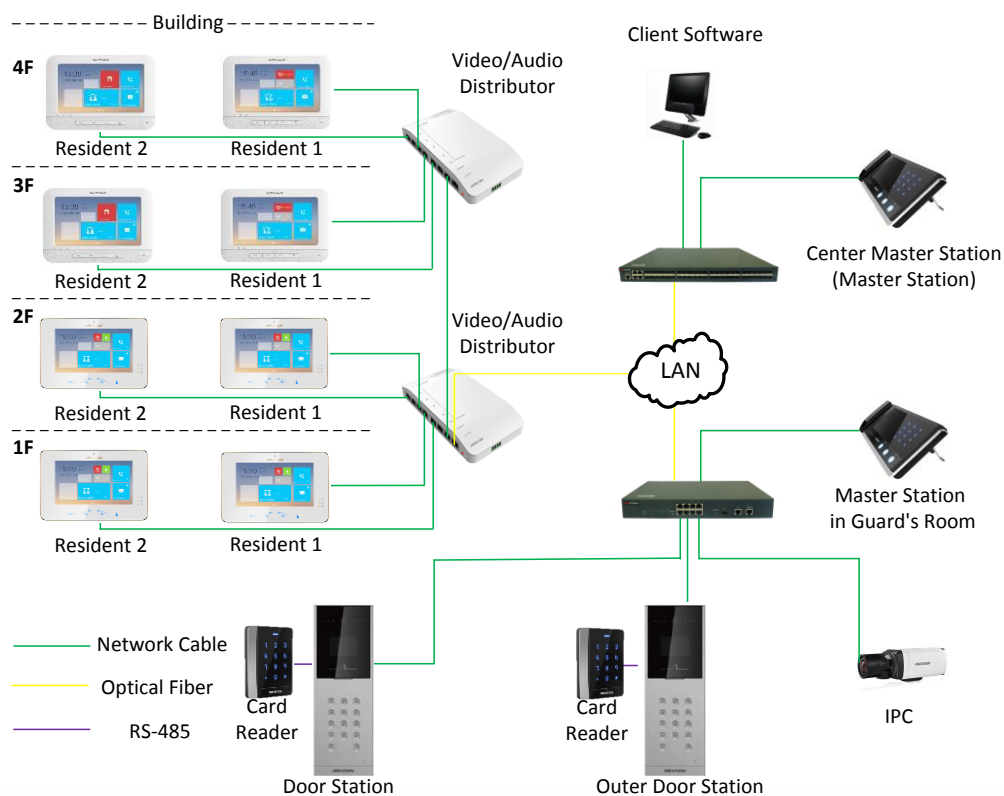 Building
Client Software
4F
Video/Audio
Distributor
Resident 2
Resident 1
3F
Center Master Station
(Master Station)
Resident 2
Resident 1
2F
Video/Audio
Distributor
LAN
Resident 2
Resident 1
1F
Master Station
in Guard's Room
Resident 2
Resident 1
Network Cable
Optical Fiber
RS-485
Card
Reader
Door Station
Card
Reader
Outer Door Station
IPC